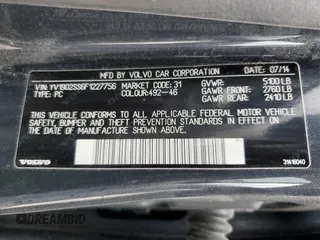 MFD. BY VOLVO CAR CORPORATION DATE: 07/14
VIN: YV1902SS6F1227756 MARKET CODE: 31 GVWR: 5100 LB
TYPE: PC COLOUR: 492-46 GAWR FRONT: 2760 LB
GAWR REAR: 2410 LB
THIS VEHICLE CONFORMS TO ALL APPLICABLE U.S. FEDERAL MOTOR VEHICLE
SAFETY, BUMPER AND THEFT PREVENTION STANDARDS
IN EFFECT ON THE DATE OF MANUFACTURE SHOWN ABOVE.
VOLVO 31416040
DREAMBID